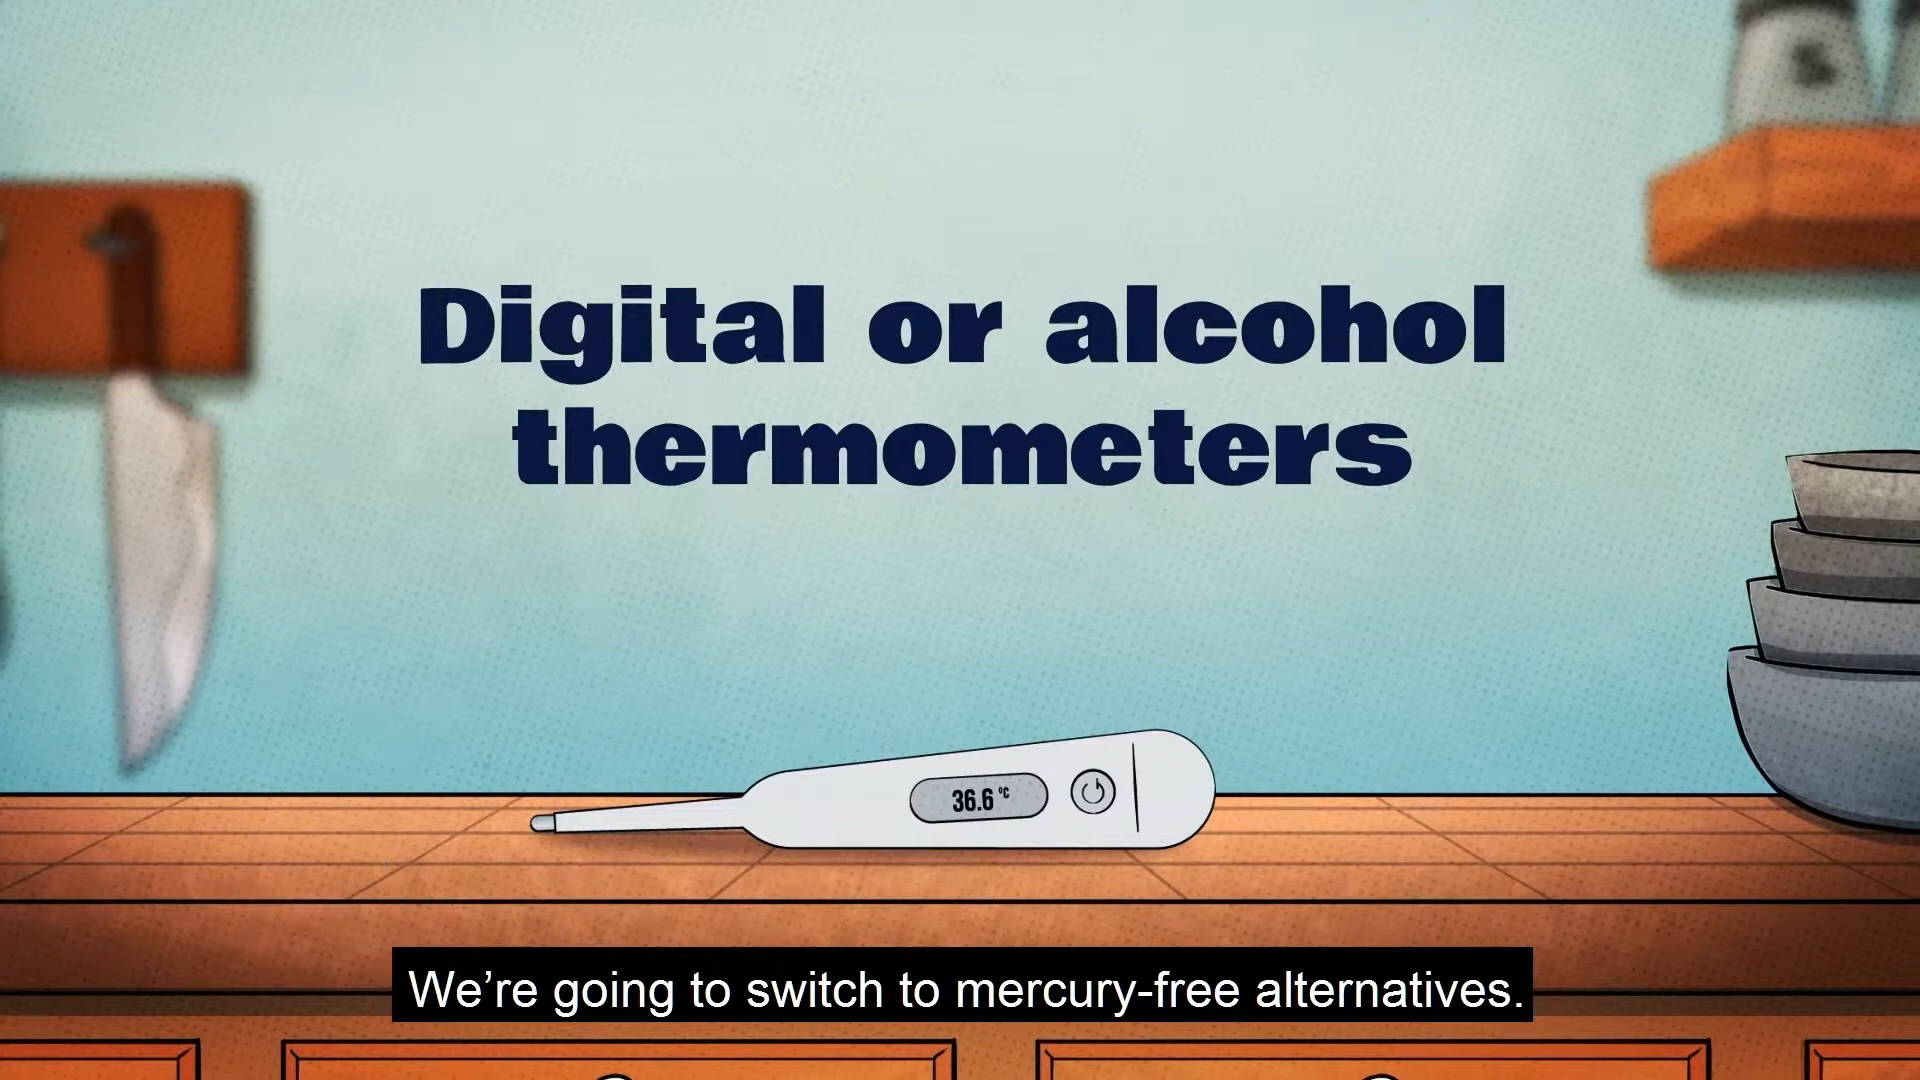 Digital or alcohol
thermometers
36.6 °C
We’re going to switch to mercury-free alternatives.